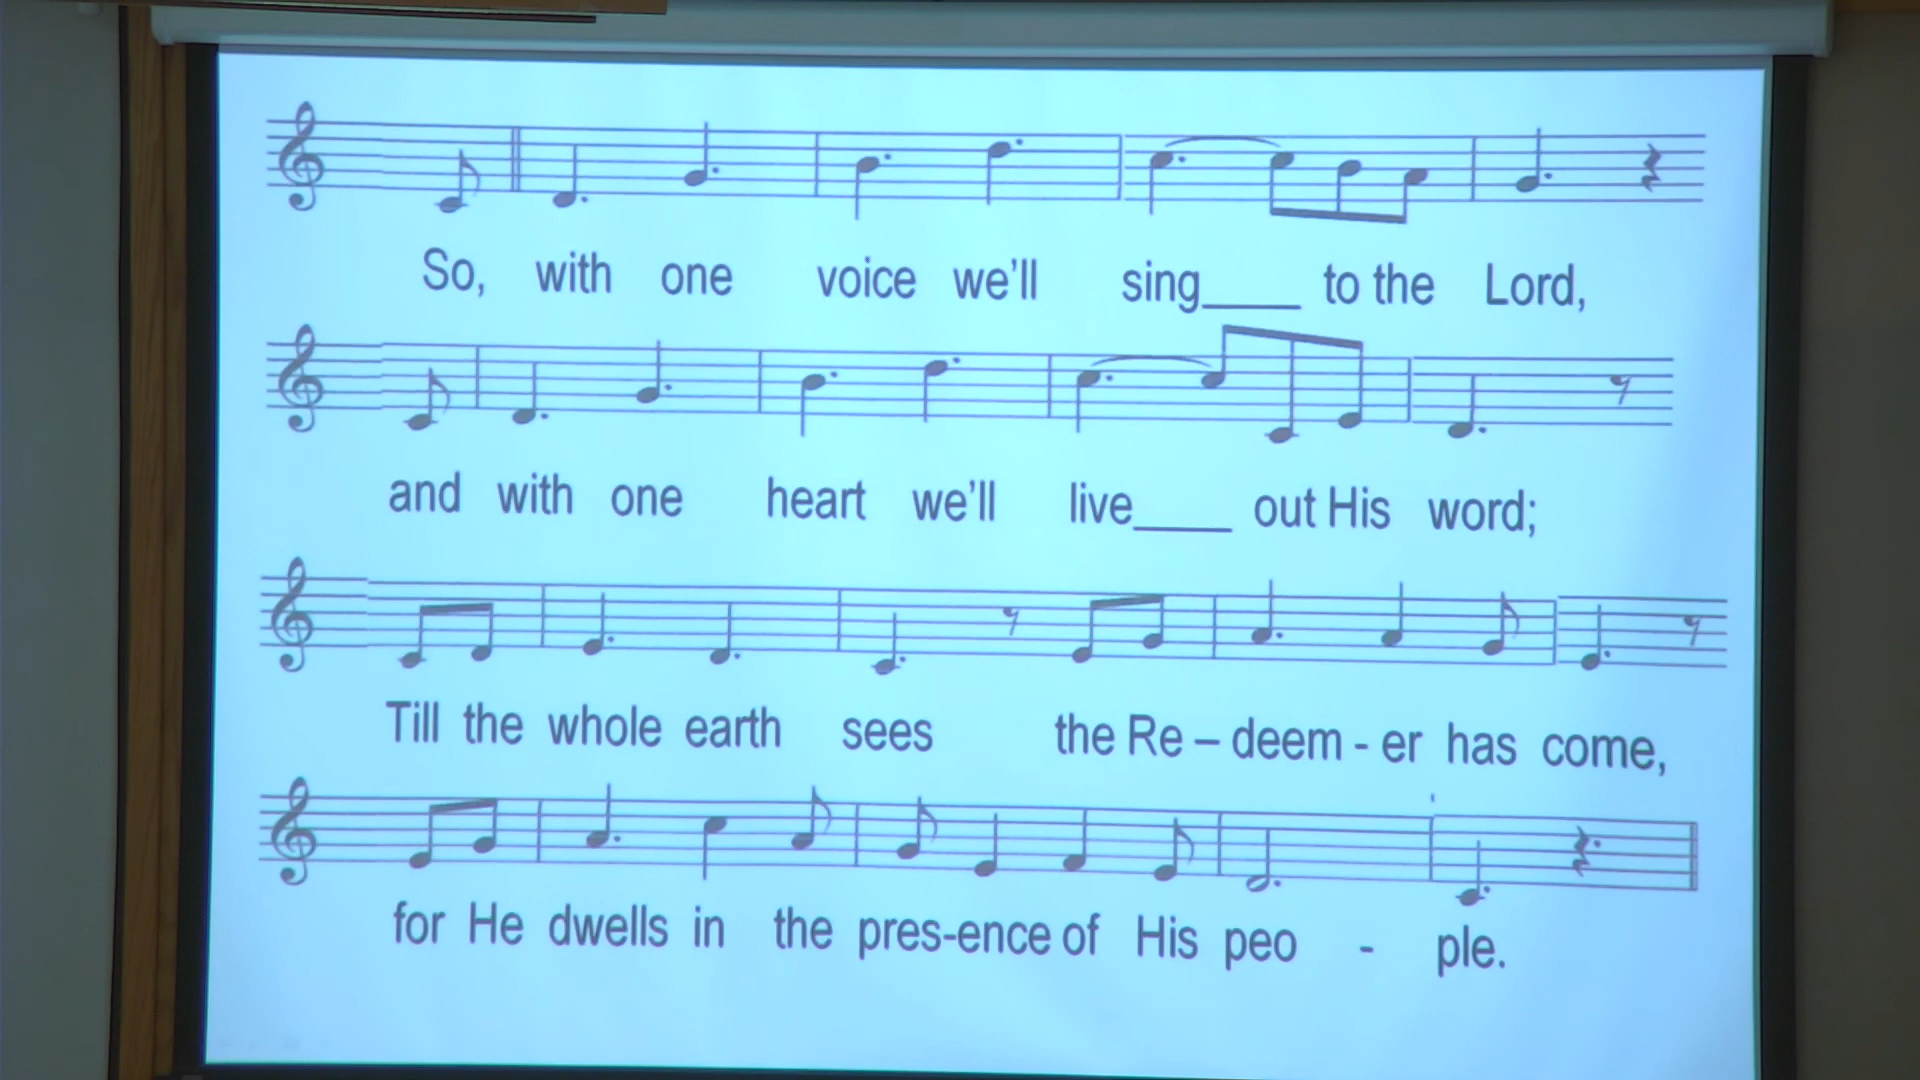 So, with one voice we'll sing____ to the Lord,
and with one heart we'll live____ out His word;
Till the whole earth sees the Re – deem - er has come,
for He dwells in the pres-ence of His peo - ple.